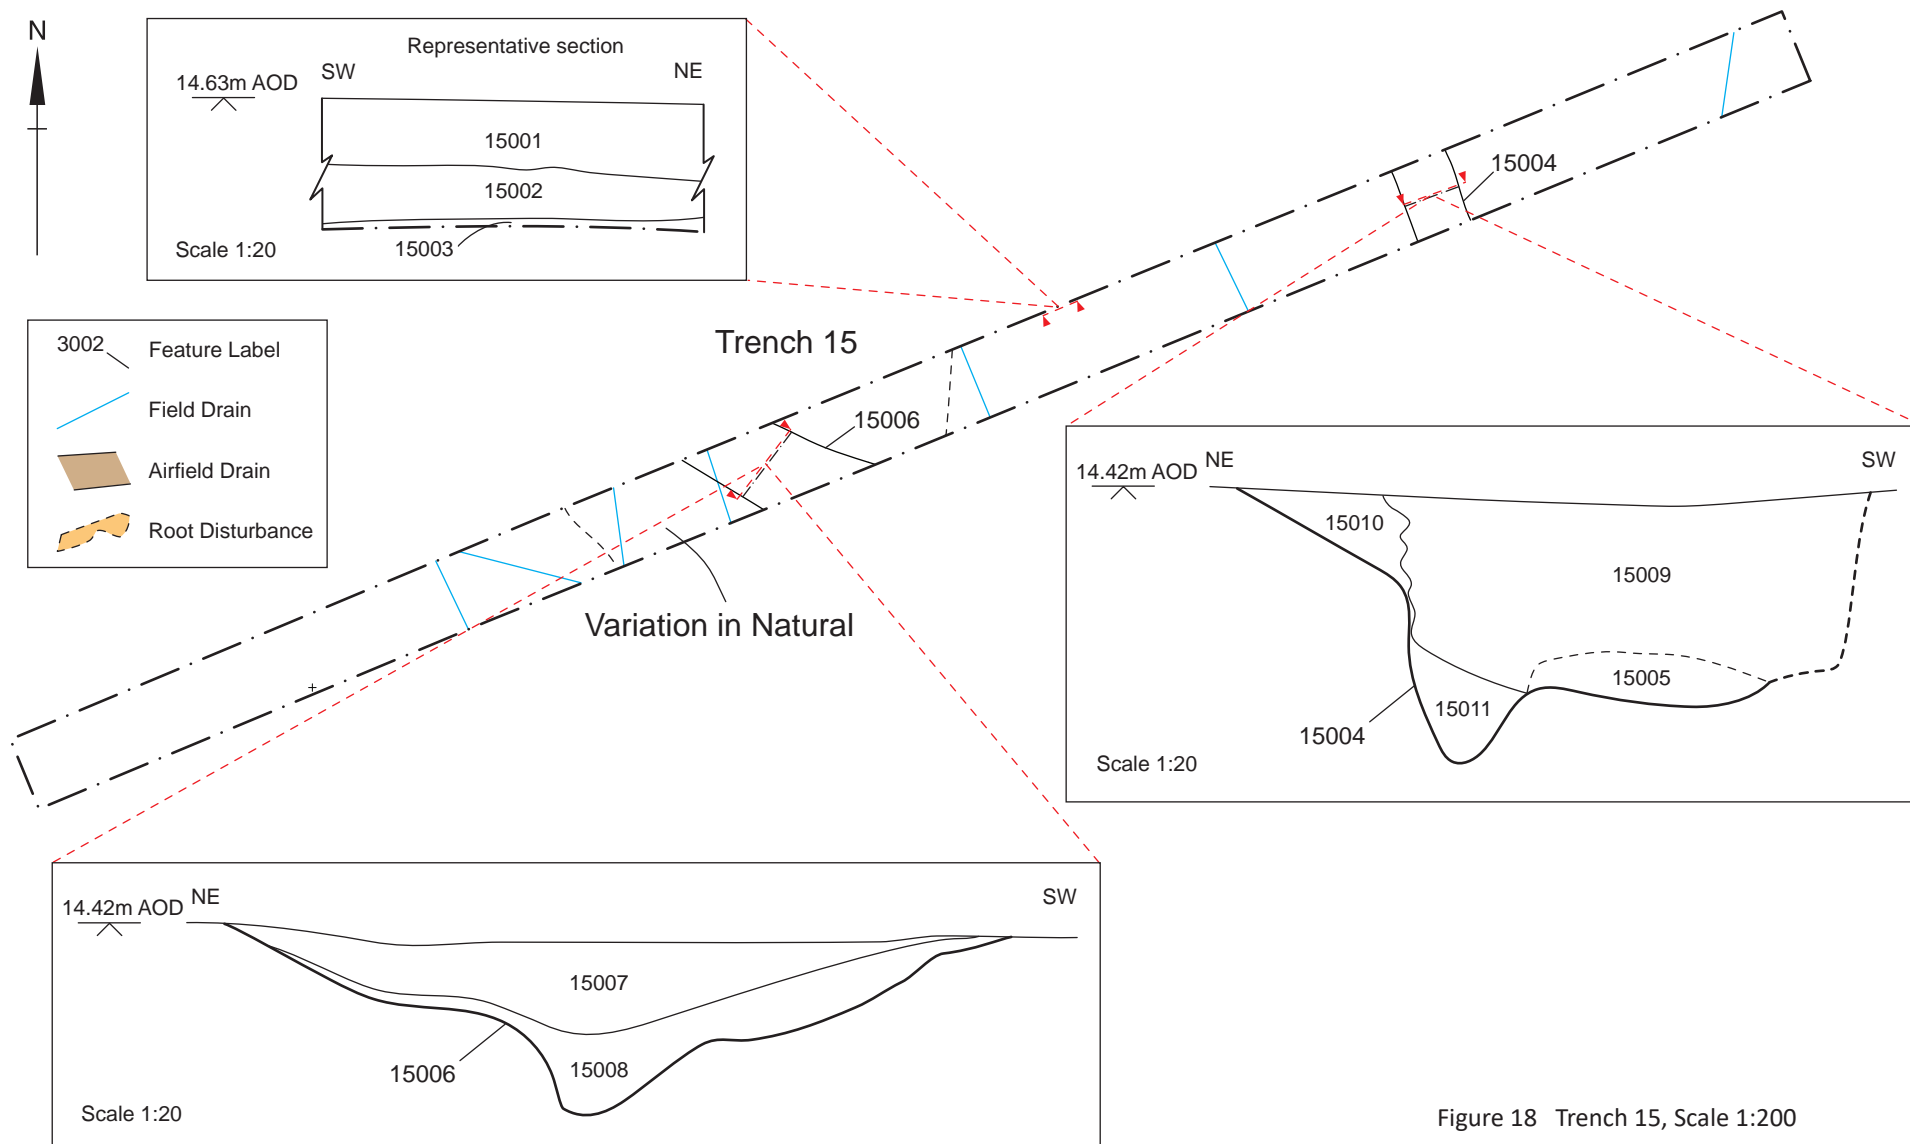 N
Representative section
SW
NE
14.63m AOD
15001
15002
15003
Scale 1:20
3002
Feature Label
Field Drain
Airfield Drain
Root Disturbance
Trench 15
15004
15006
Variation in Natural
14.42m AOD
NE
SW
15010
15009
15005
15011
15004
Scale 1:20
14.42m AOD
NE
SW
15007
15006
15008
Scale 1:20
Figure 18 Trench 15, Scale 1:200